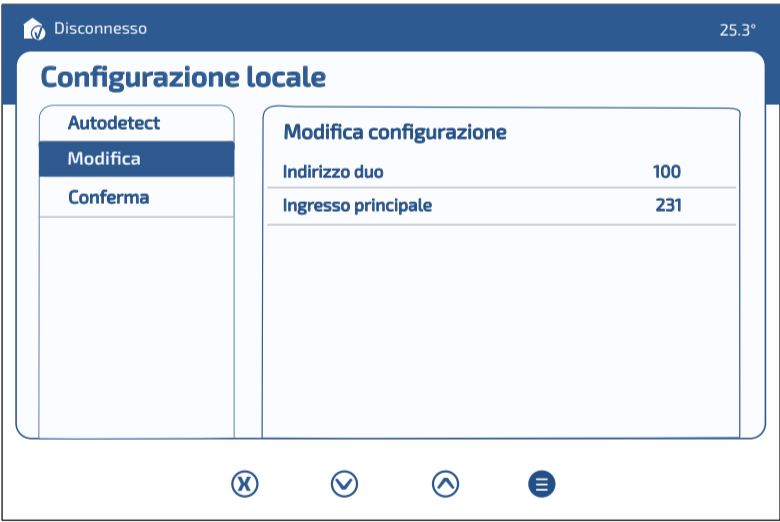 Disconnesso
25.3°
Configurazione locale
Autodetect
Modifica
Conferma
Modifica configurazione
Indirizzo duo 100
Ingresso principale 231
X